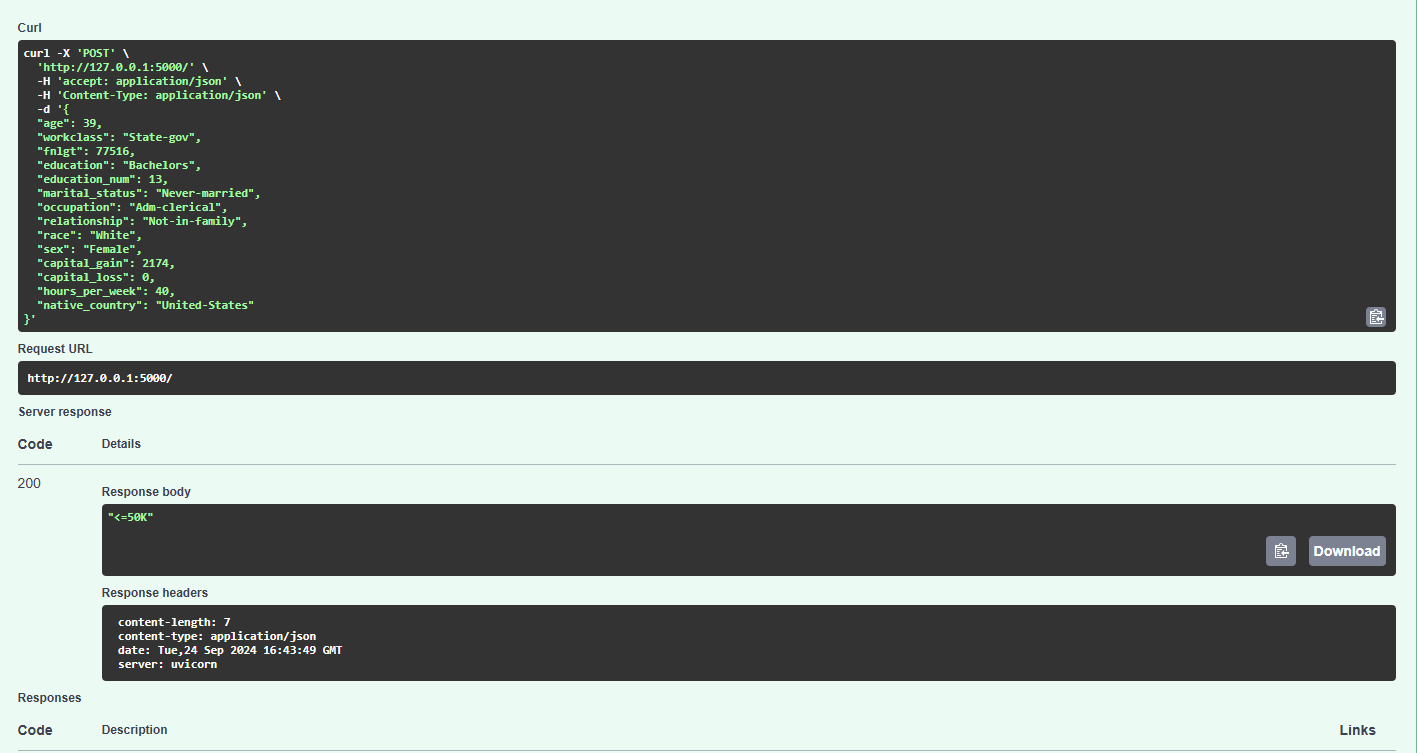 Curl
curl -X 'POST' \
  'http://127.0.0.1:5000/' \
  -H 'accept: application/json' \
  -H 'Content-Type: application/json' \
  -d '{
  "age": 39,
  "workclass": "State-gov",
  "fnlgt": 77516,
  "education": "Bachelors",
  "education_num": 13,
  "marital_status": "Never-married",
  "occupation": "Adm-clerical",
  "relationship": "Not-in-family",
  "race": "White",
  "sex": "Female",
  "capital_gain": 2174,
  "capital_loss": 0,
  "hours_per_week": 40,
  "native_country": "United-States"
}'
Request URL
http://127.0.0.1:5000/
Server response
Code Details
200
Response body
"<=50K"
Download
Response headers
content-length: 7
content-type: application/json
date: Tue,24 Sep 2024 16:43:49 GMT
server: uvicorn
Responses
Code Description Links